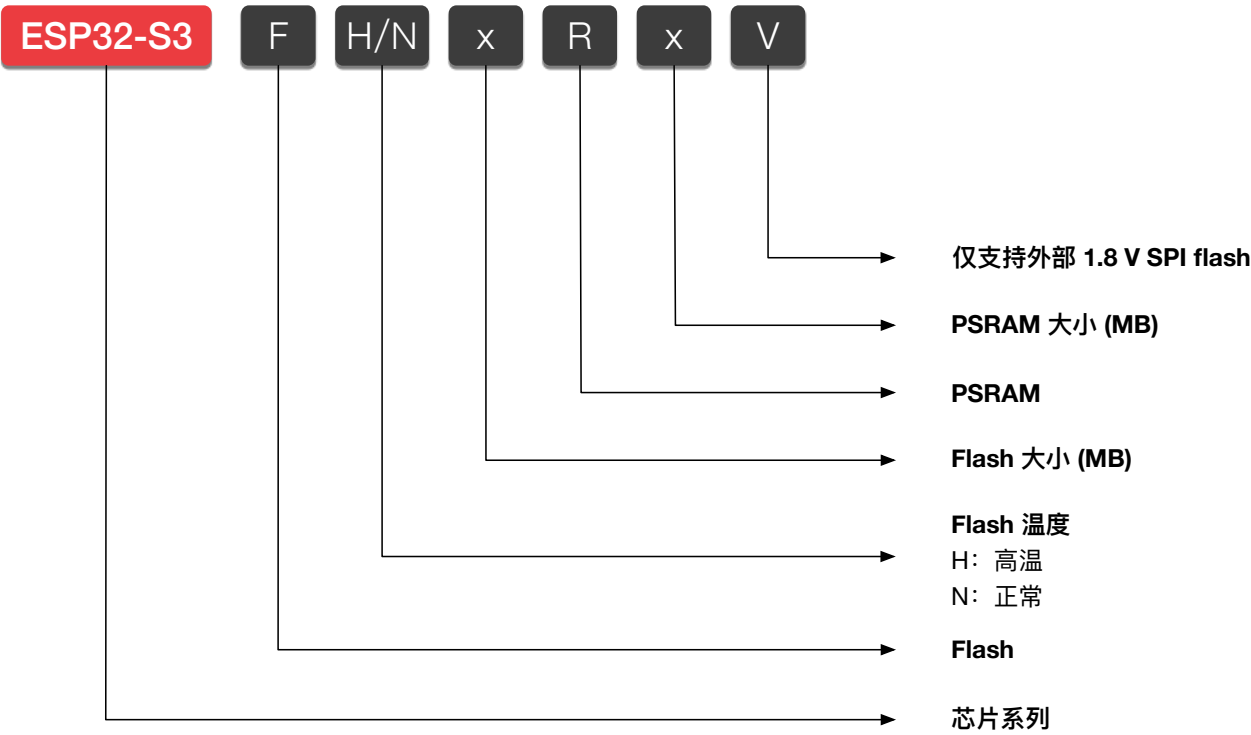 ESP32-S3 F H/N x R x V
仅支持外部 1.8 V SPI flash
PSRAM 大小 (MB)
PSRAM
Flash 大小 (MB)
Flash 温度
H：高温
N：正常
Flash
芯片系列